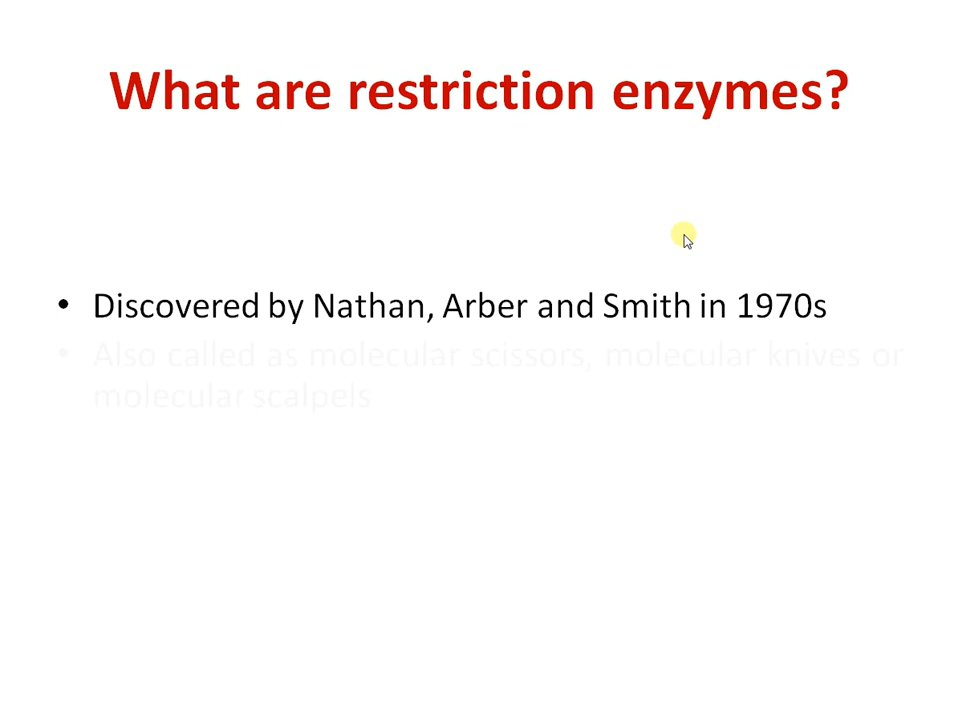 What are restriction enzymes?
• Discovered by Nathan, Arber and Smith in 1970s
• Also called as molecular scissors, molecular knives or
molecular scalpels